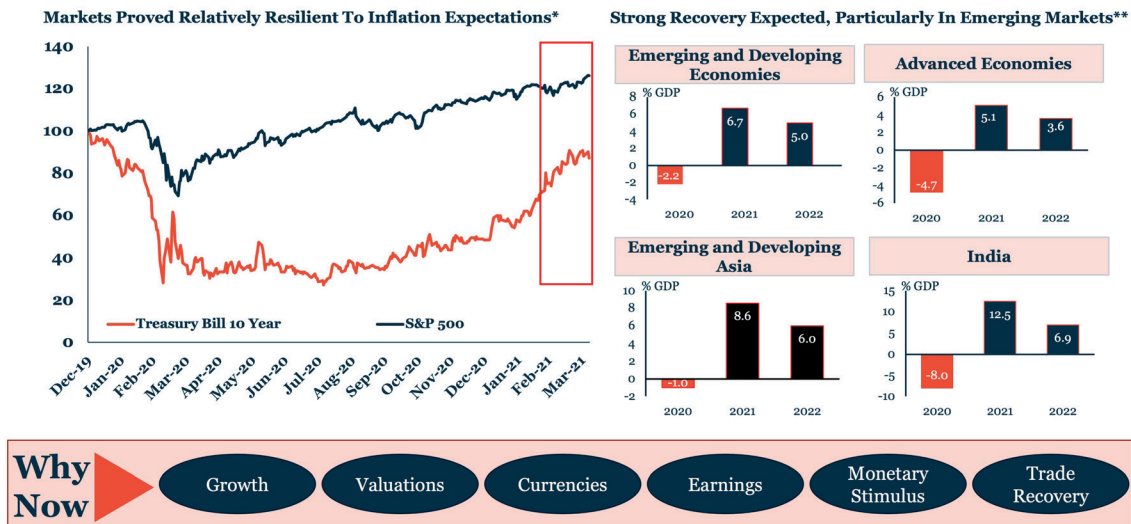 Markets Proved Relatively Resilient To Inflation Expectations*
140
120
100
80
60
40
20
0
Treasury Bill 10 Year
S&P 500
Dec-19
Jan-20
Feb-20
Mar-20
Apr-20
May-20
Jun-20
Jul-20
Aug-20
Sep-20
Oct-20
Nov-20
Dec-20
Jan-21
Feb-21
Mar-21
Strong Recovery Expected, Particularly In Emerging Markets**
Emerging and Developing
Economies
% GDP
8
6
4
2
0
-2
-4
-2.2
6.7
5.0
2020
2021
2022
Advanced Economies
% GDP
6
4
2
0
-2
-4
-6
-4.7
5.1
3.6
2020
2021
2022
Emerging and Developing
Asia
% GDP
10
8
6
4
2
0
-2
-1.0
8.6
6.0
2020
2021
2022
India
% GDP
15
10
5
0
-5
-10
-8.0
12.5
6.9
2020
2021
2022
Why
Now
Growth
Valuations
Currencies
Earnings
Monetary
Stimulus
Trade
Recovery